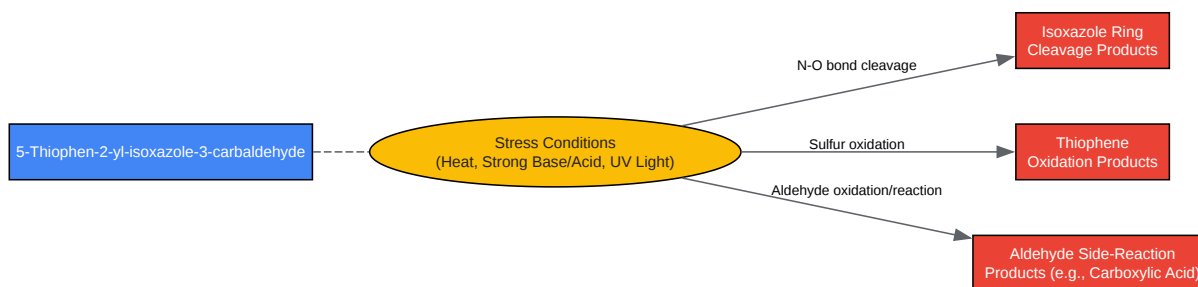 Isoxazole Ring
Cleavage Products
N-O bond cleavage
5-Thiophen-2-yl-isoxazole-3-carbaldehyde
Stress Conditions
(Heat, Strong Base/Acid, UV Light)
Sulfur oxidation
Thiophene
Oxidation Products
Aldehyde oxidation/reaction
Aldehyde Side-Reaction
Products (e.g., Carboxylic Acid)